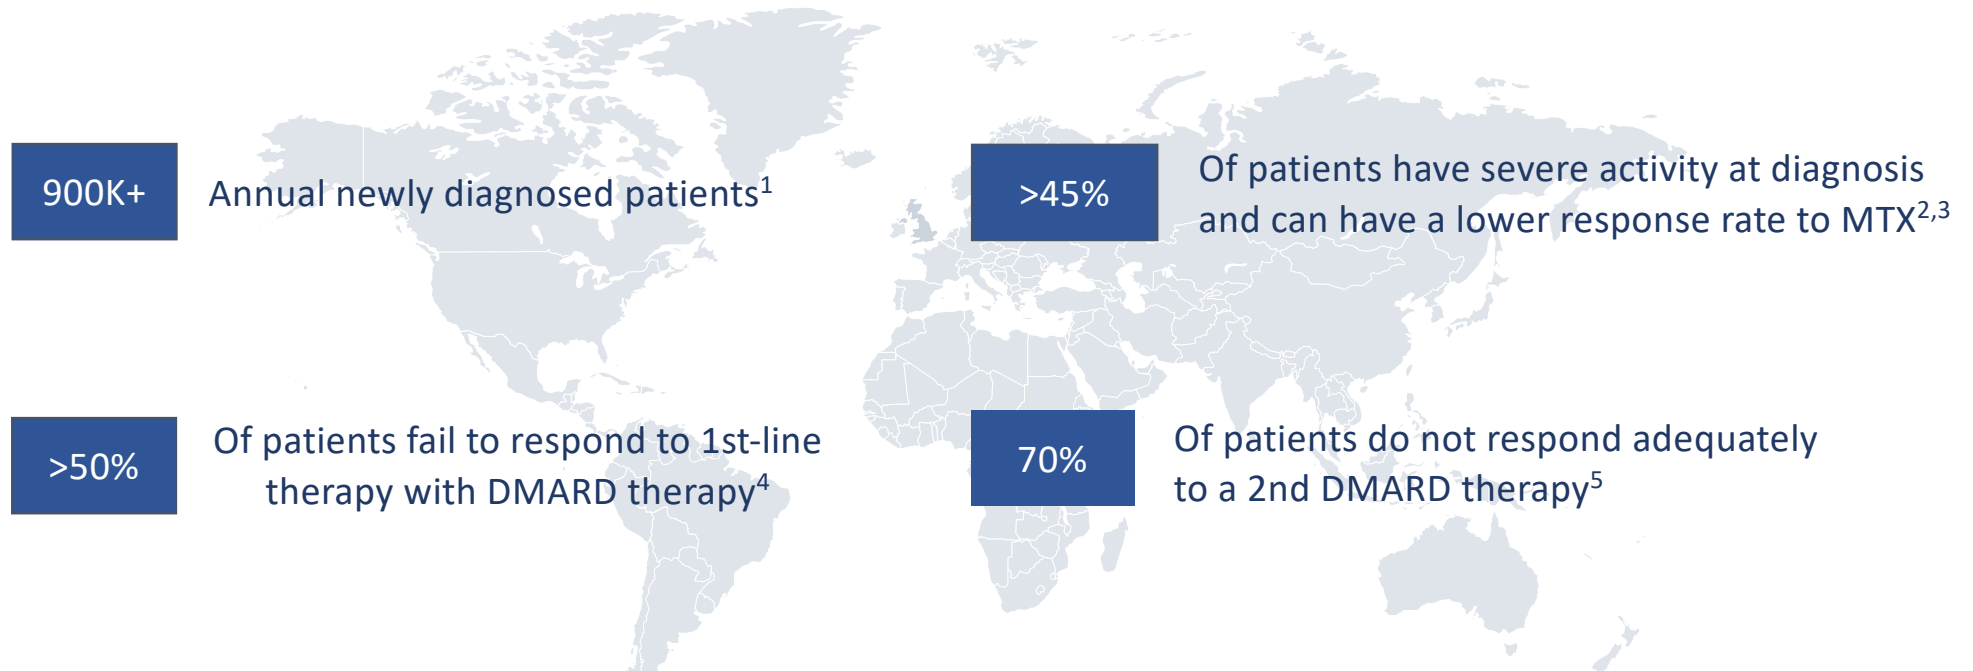 900K+
Annual newly diagnosed patients¹
>45%
Of patients have severe activity at diagnosis
and can have a lower response rate to MTX²,³
>50%
Of patients fail to respond to 1st-line
therapy with DMARD therapy⁴
70%
Of patients do not respond adequately
to a 2nd DMARD therapy⁵